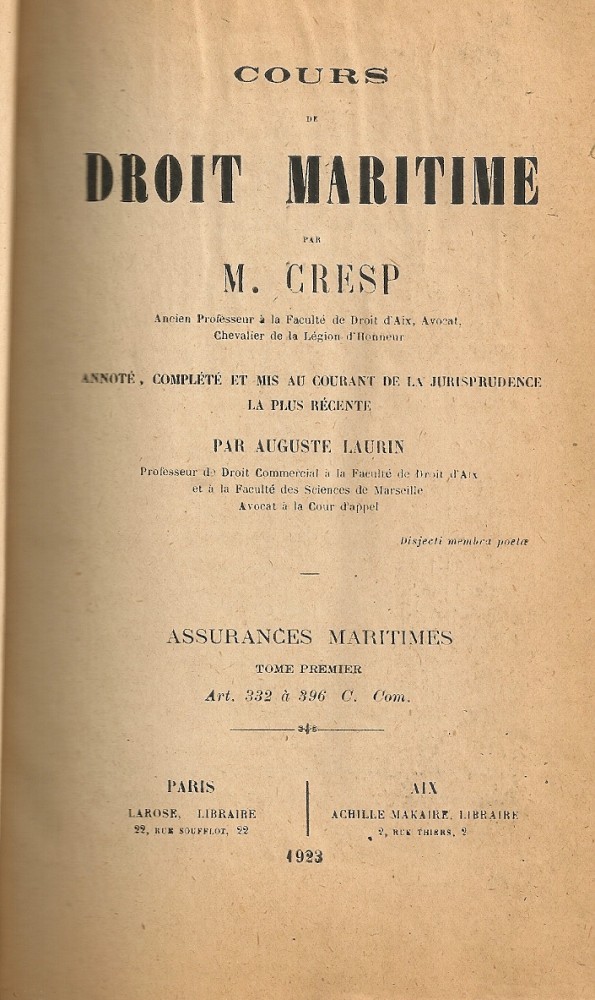 COURS
DE
DROIT MARITIME
PAR
M. CRESP
Ancien Professeur à la Faculté de Droit d'Aix, Avocat,
Chevalier de la Légion d'Honneur
ANNOTÉ, COMPLÉTÉ ET MIS AU COURANT DE LA JURISPRUDENCE
LA PLUS RÉCENTE
PAR AUGUSTE LAURIN
Professeur de Droit Commercial à la Faculté de Droit d'Aix
et à la Faculté des Sciences de Marseille
Avocat à la Cour d'appel
Disjecti membra poetæ
ASSURANCES MARITIMES
TOME PREMIER
Art. 332 à 396 C. Com.
PARIS
LAROSE, LIBRAIRE
22, RUE SOUFFLOT, 22
AIX
ACHILLE MAKAIRE, LIBRAIRE
2, RUE THIERS, 2
1923